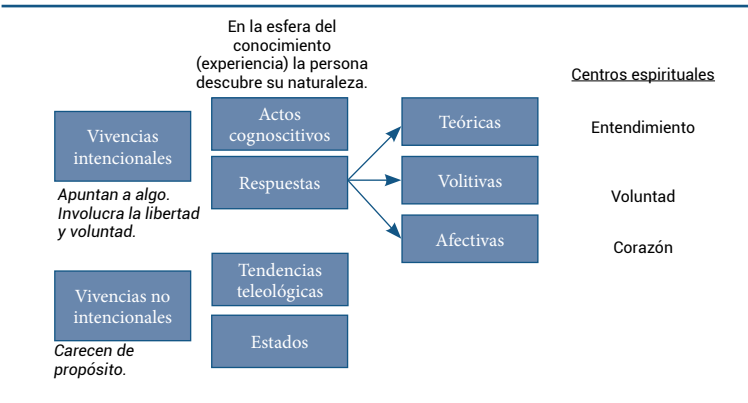 En la esfera del
conocimiento
(experiencia) la persona
descubre su naturaleza.
Centros espirituales
Vivencias
intencionales
Actos
cognoscitivos
Respuestas
Teóricas
Entendimiento
Volitivas
Voluntad
Afectivas
Corazón
Apuntan a algo.
Involucra la libertad
y voluntad.
Vivencias no
intencionales
Tendencias
teleológicas
Estados
Carecen de
propósito.